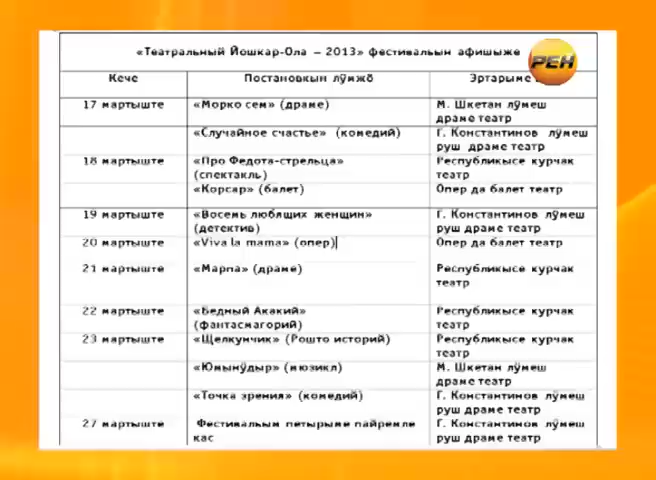 «Театральный Йошкар-Ола – 2013» фестивальын афишыже
РЕН
Кече Постановкын лӱмжӧ Эртарыме
17 мартыште «Морко сем» (драме) М. Шкетан лӱмеш
драме театр
«Случайное счастье» (комедий) Г. Константинов лӱмеш
руш драме театр
18 мартыште «Про Федота-стрельца» Республикысе курчак
(спектакль) театр
«Корсар» (балет) Опер да балет театр
19 мартыште «Восемь любящих женщин» Г. Константинов лӱмеш
(детектив) руш драме театр
20 мартыште «Viva la mama» (опер) Опер да балет театр
21 мартыште «Марпа» (драме) Республикысе курчак
театр
22 мартыште «Бедный Акакий» Республикысе курчак
(фантасмагорий) театр
23 мартыште «Щелкунчик» (Рошто историй) Республикысе курчак
театр
«Юмынӱдыр» (мюзикл) М. Шкетан лӱмеш
драме театр
«Точка зрения» (комедий) Г. Константинов лӱмеш
руш драме театр
27 мартыште Фестивальын петырыме пайремле Г. Константинов лӱмеш
кас руш драме театр